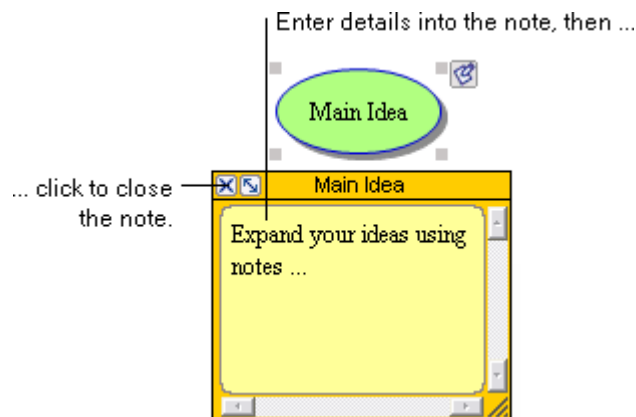 Enter details into the note, then ...
Main Idea
... click to close
the note.
Main Idea
Expand your ideas using
notes ...